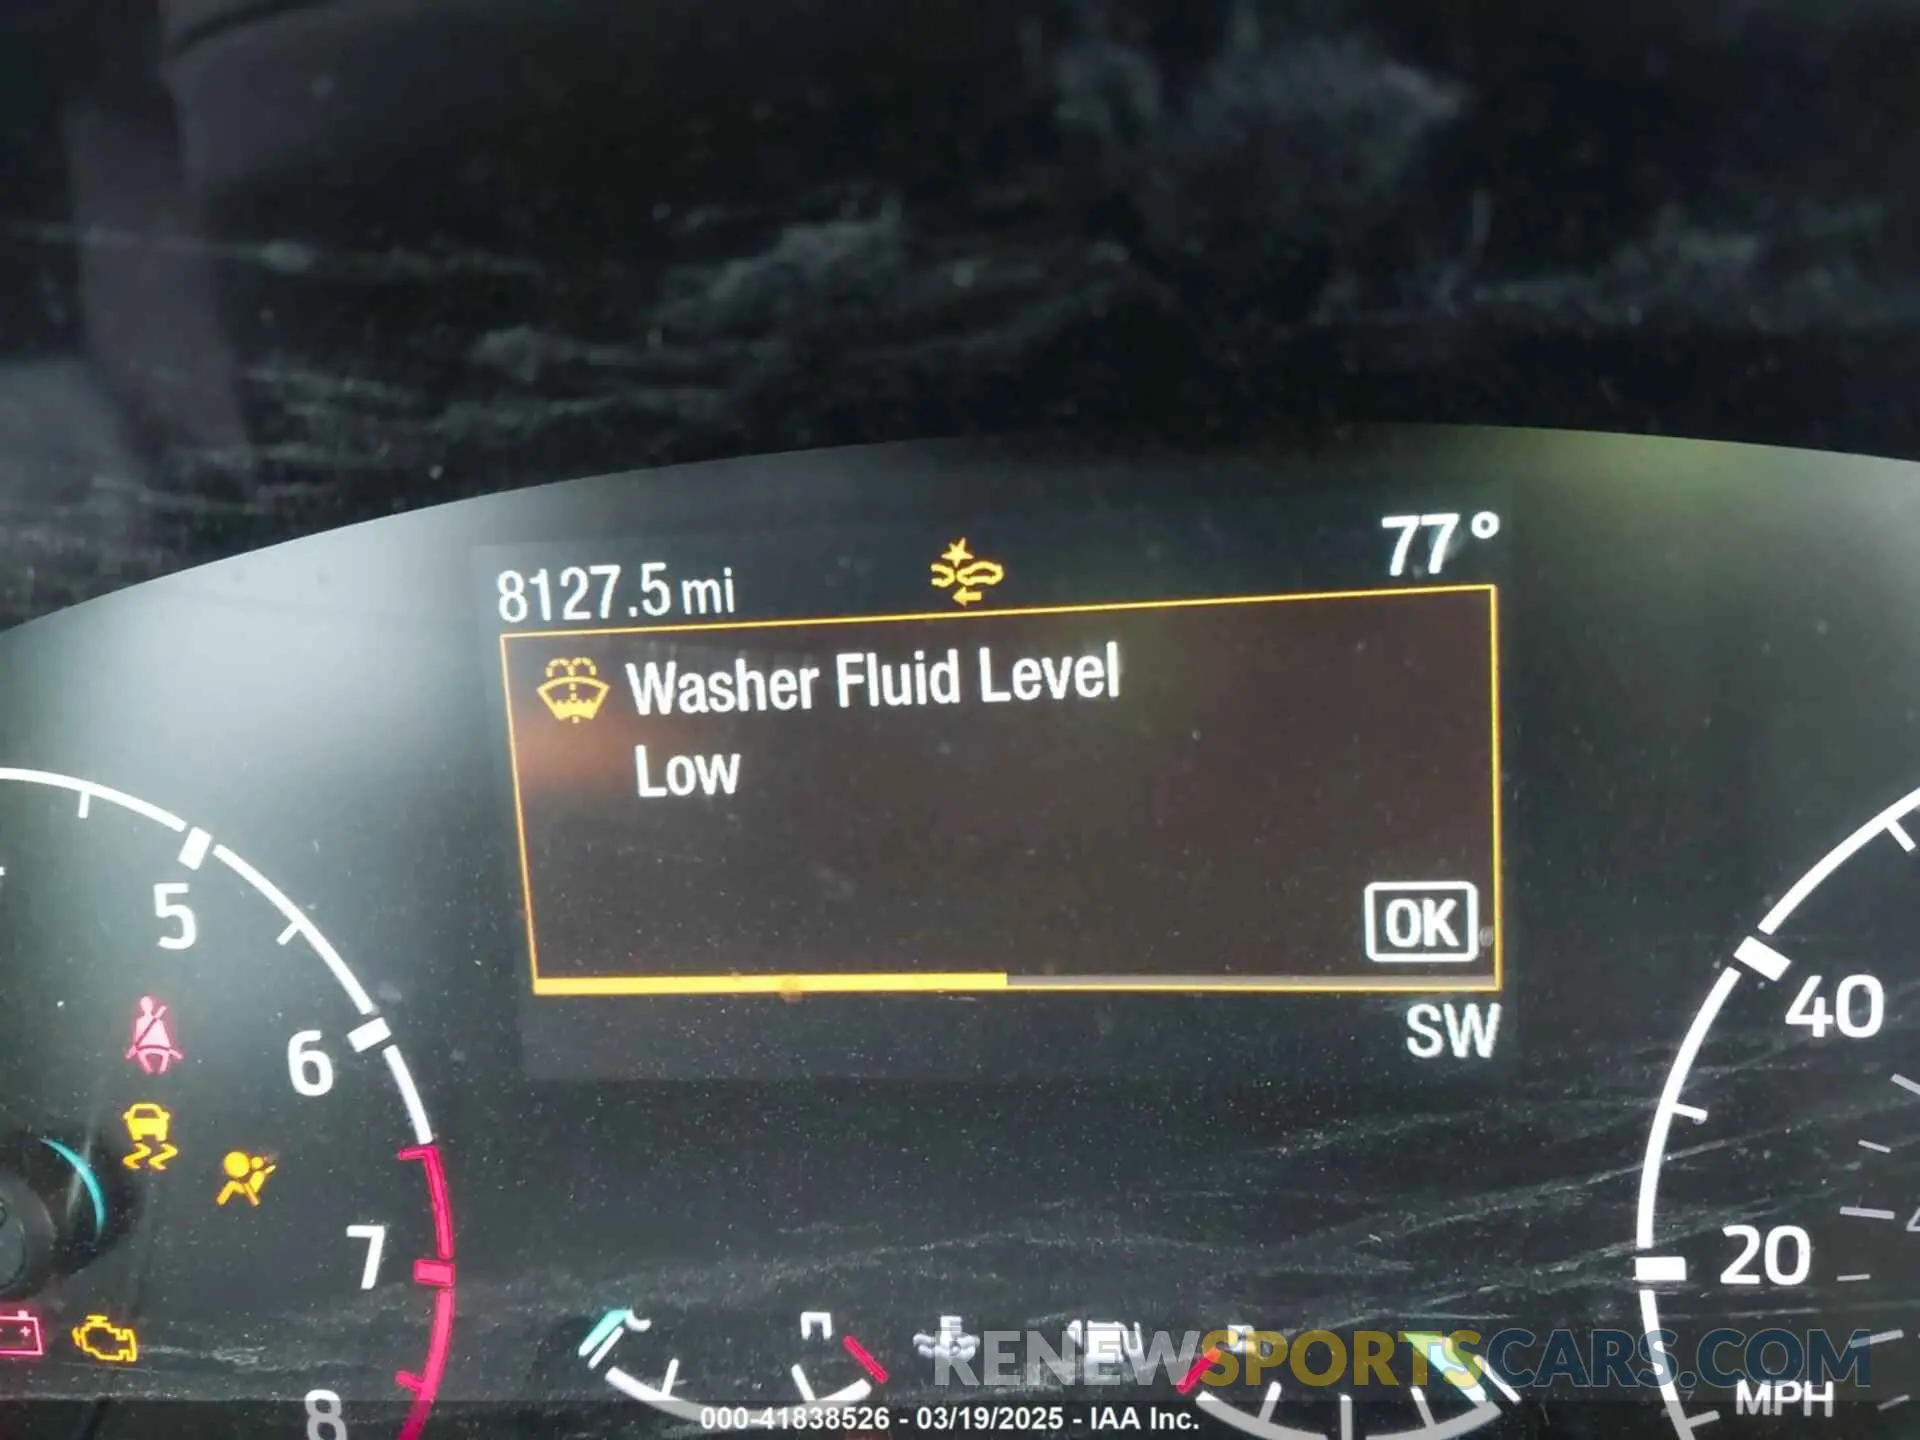 77°
8127.5 mi
Washer Fluid Level
Low
OK
SW
5
6
7
8
40
20
MPH
RENEWSPORTSCARS.COM
000-41838526 - 03/19/2025 - IAA Inc.